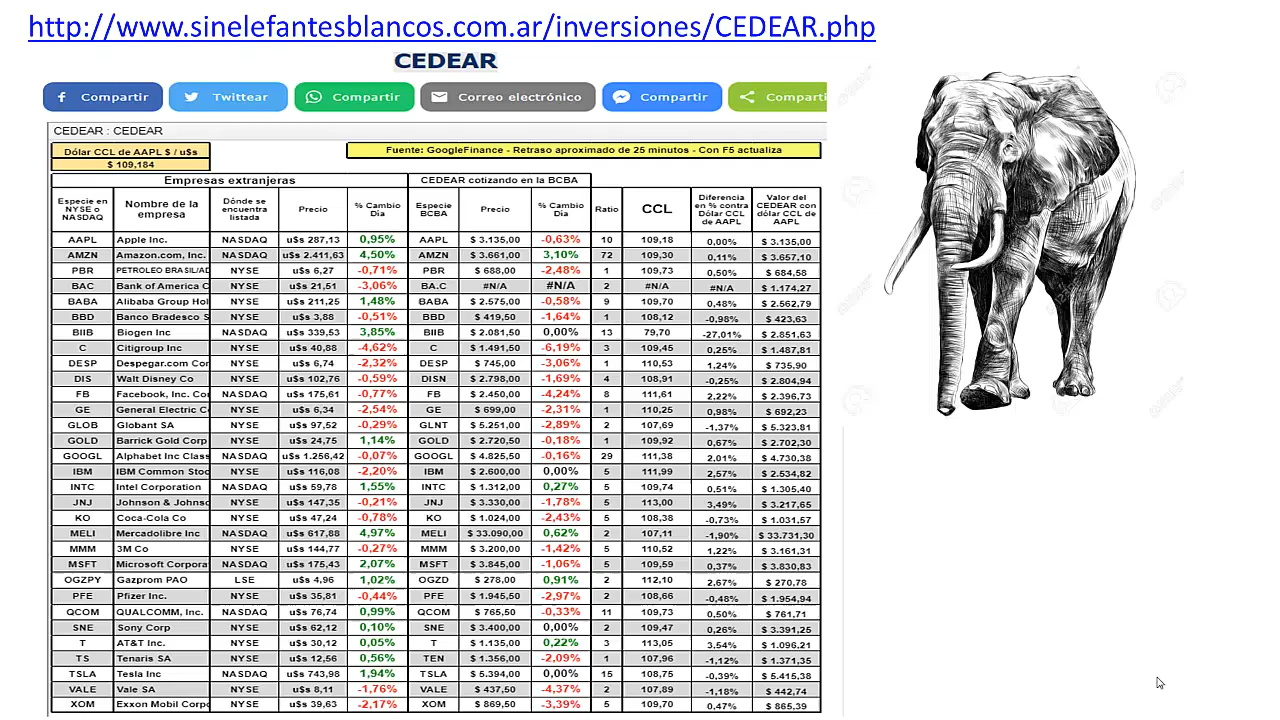 http://www.sinelefantesblancos.com.ar/inversiones/CEDEAR.php
CEDEAR
Compartir Twittear Compartir Correo electrónico Compartir Comparti
CEDEAR : CEDEAR
Dólar CCL de AAPL $ / u$s
$ 109,184
Fuente: GoogleFinance - Retraso aproximado de 25 minutos - Con F5 actualiza
Empresas extranjeras CEDEAR cotizando en la BCBA
Especie en NYSE o NASDAQ Nombre de la empresa Dónde se encuentra listada Precio % Cambio Día Especie BCBA Precio % Cambio Día Ratio CCL Diferencia en % contra Dólar CCL de AAPL Valor del CEDEAR con dólar CCL de AAPL
AAPL Apple Inc. NASDAQ u$s 287,13 0,95% AAPL $ 3.135,00 -0,63% 10 109,18 0,00% $ 3.135,00
AMZN Amazon.com, Inc. NASDAQ u$s 2.411,63 4,50% AMZN $ 3.661,00 3,10% 72 109,30 0,11% $ 3.657,10
PBR PETROLEO BRASIL/AD NYSE u$s 6,27 -0,71% PBR $ 688,00 -2,48% 1 109,73 0,50% $ 684,58
BAC Bank of America C NYSE u$s 21,51 -3,06% BA.C #N/A #N/A 2 #N/A #N/A $ 1.174,27
BABA Alibaba Group Hol NYSE u$s 211,25 1,48% BABA $ 2.575,00 -0,58% 9 109,70 0,48% $ 2.562,79
BBD Banco Bradesco S NYSE u$s 3,88 -0,51% BBD $ 419,50 -1,64% 1 108,12 -0,98% $ 423,63
BIIB Biogen Inc NASDAQ u$s 339,53 3,85% BIIB $ 2.081,50 0,00% 13 79,70 -27,01% $ 2.851,63
C Citigroup Inc NYSE u$s 40,88 -4,62% C $ 1.491,50 -6,19% 3 109,45 0,25% $ 1.487,81
DESP Despegar.com Cor NYSE u$s 6,74 -2,32% DESP $ 745,00 -3,06% 1 110,53 1,24% $ 735,90
DIS Walt Disney Co NYSE u$s 102,76 -0,59% DISN $ 2.798,00 -1,69% 4 108,91 -0,25% $ 2.804,94
FB Facebook, Inc. Co NASDAQ u$s 175,61 -0,77% FB $ 2.450,00 -4,24% 8 111,61 2,22% $ 2.396,73
GE General Electric C NYSE u$s 6,34 -2,54% GE $ 699,00 -2,31% 1 110,25 0,98% $ 692,23
GLOB Globant SA NYSE u$s 97,52 -0,29% GLNT $ 5.251,00 -2,89% 2 107,69 -1,37% $ 5.323,81
GOLD Barrick Gold Corp NYSE u$s 24,75 1,14% GOLD $ 2.720,50 -0,18% 1 109,92 0,67% $ 2.702,30
GOOGL Alphabet Inc Class NASDAQ u$s 1.256,42 -0,07% GOOGL $ 4.825,50 -0,16% 29 111,38 2,01% $ 4.730,38
IBM IBM Common Stoc NYSE u$s 116,08 -2,20% IBM $ 2.600,00 0,00% 5 111,99 2,57% $ 2.534,82
INTC Intel Corporation NASDAQ u$s 59,78 1,55% INTC $ 1.312,00 0,27% 5 109,74 0,51% $ 1.305,40
JNJ Johnson & Johnsc NYSE u$s 147,35 -0,21% JNJ $ 3.330,00 -1,78% 5 113,00 3,49% $ 3.217,65
KO Coca-Cola Co NYSE u$s 47,24 -0,78% KO $ 1.024,00 -2,43% 5 108,38 -0,73% $ 1.031,57
MELI Mercadolibre Inc NASDAQ u$s 617,88 4,97% MELI $ 33.090,00 0,62% 2 107,11 -1,90% $ 33.731,30
MMM 3M Co NYSE u$s 144,77 -0,27% MMM $ 3.200,00 -1,42% 5 110,52 1,22% $ 3.161,31
MSFT Microsoft Corporat NASDAQ u$s 175,43 2,07% MSFT $ 3.845,00 -1,06% 5 109,59 0,37% $ 3.830,83
OGZPY Gazprom PAO LSE u$s 4,96 1,02% OGZD $ 278,00 0,91% 2 112,10 2,67% $ 270,78
PFE Pfizer Inc. NYSE u$s 35,81 -0,44% PFE $ 1.945,50 -2,97% 2 108,66 -0,48% $ 1.954,94
QCOM QUALCOMM, Inc. NASDAQ u$s 76,74 0,99% QCOM $ 765,50 -0,33% 11 109,73 0,50% $ 761,71
SNE Sony Corp NYSE u$s 62,12 0,10% SNE $ 3.400,00 0,00% 2 109,47 0,26% $ 3.391,25
T AT&T Inc. NYSE u$s 30,12 0,05% T $ 1.135,00 0,22% 3 113,05 3,54% $ 1.096,21
TS Tenaris SA NYSE u$s 12,56 0,56% TEN $ 1.356,00 -2,09% 1 107,96 -1,12% $ 1.371,35
TSLA Tesla Inc NASDAQ u$s 743,98 1,94% TSLA $ 5.394,00 0,00% 15 108,75 -0,39% $ 5.415,38
VALE Vale SA NYSE u$s 8,11 -1,76% VALE $ 437,50 -4,37% 2 107,89 -1,18% $ 442,74
XOM Exxon Mobil Corpo NYSE u$s 39,63 -2,17% XOM $ 869,50 -3,39% 5 109,70 0,47% $ 865,39